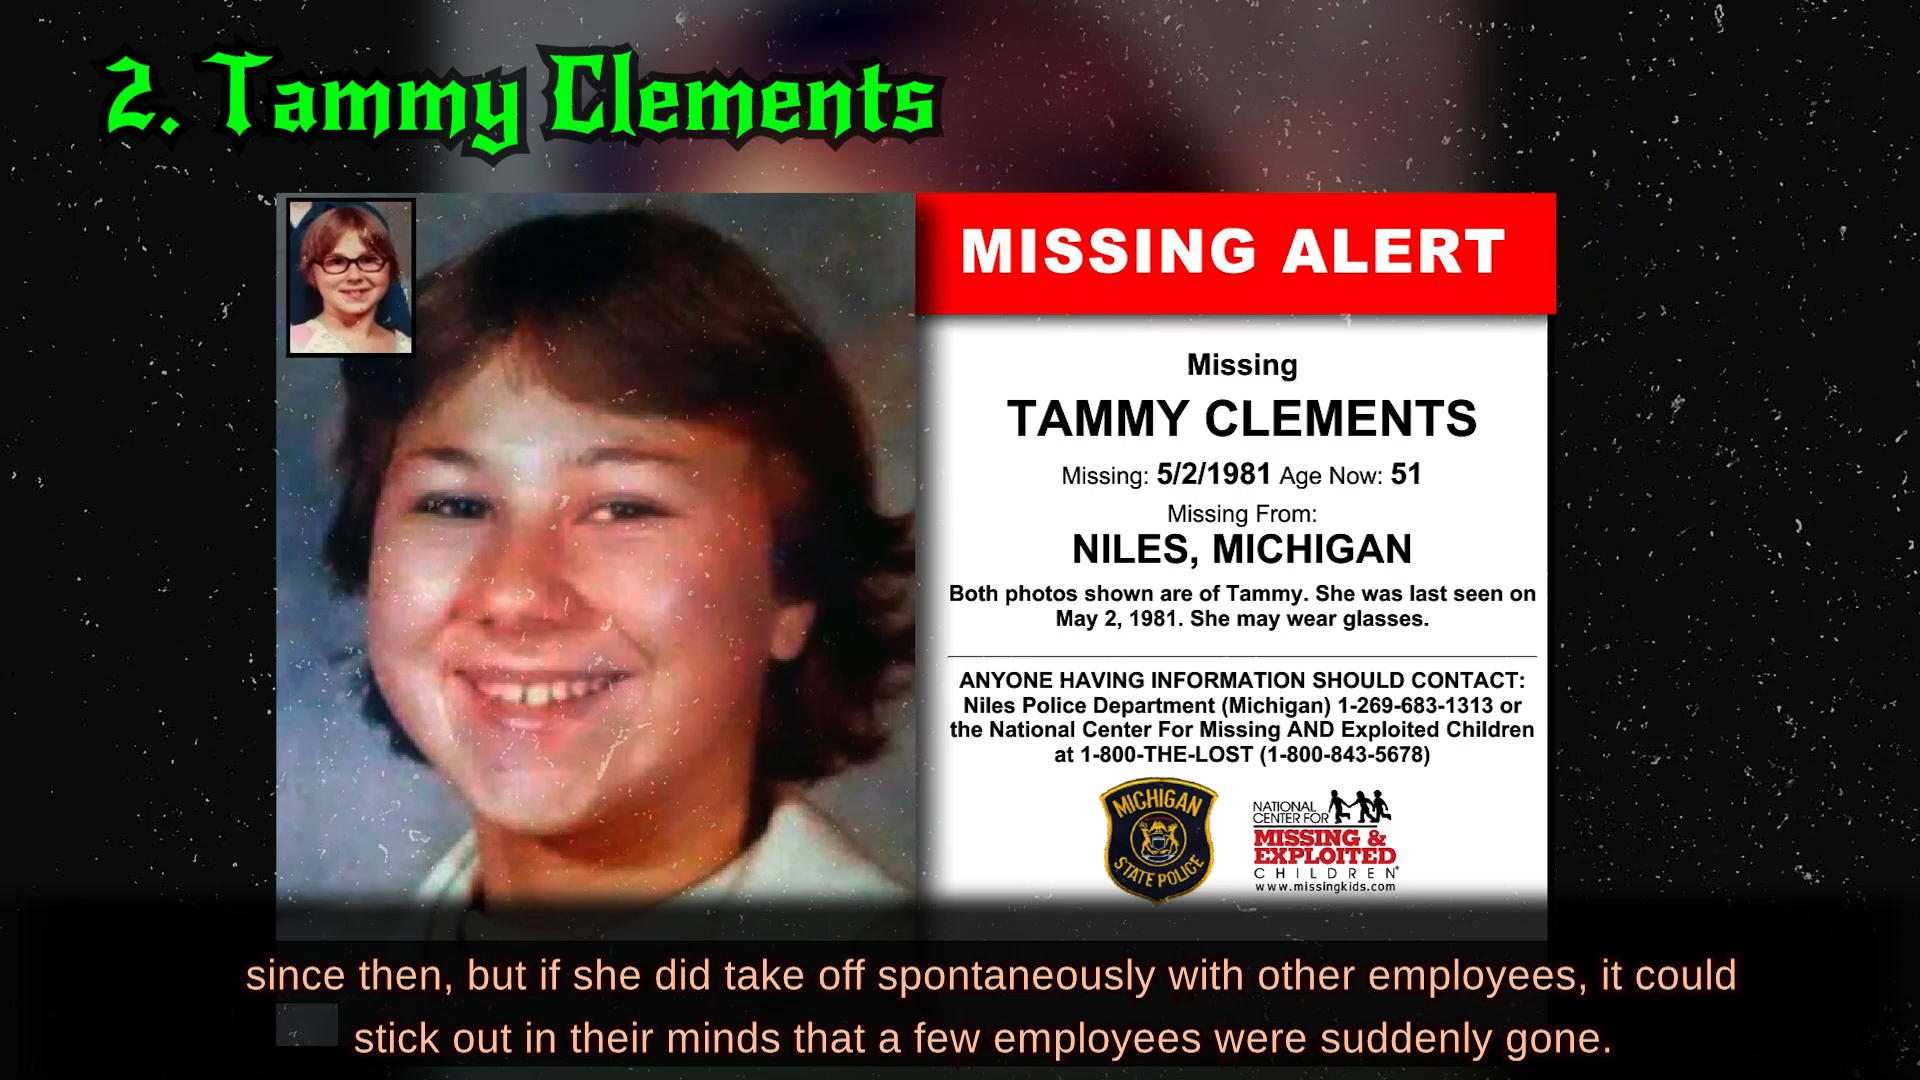 2. Tammy Clements
MISSING ALERT
Missing
TAMMY CLEMENTS
Missing: 5/2/1981 Age Now: 51
Missing From:
NILES, MICHIGAN
Both photos shown are of Tammy. She was last seen on
May 2, 1981. She may wear glasses.
ANYONE HAVING INFORMATION SHOULD CONTACT:
Niles Police Department (Michigan) 1-269-683-1313 or
the National Center For Missing AND Exploited Children
at 1-800-THE-LOST (1-800-843-5678)
MICHIGAN
STATE POLICE
NATIONAL
CENTER FOR
MISSING &
EXPLOITED
CHILDREN®
www.missingkids.com
since then, but if she did take off spontaneously with other employees, it could
stick out in their minds that a few employees were suddenly gone.